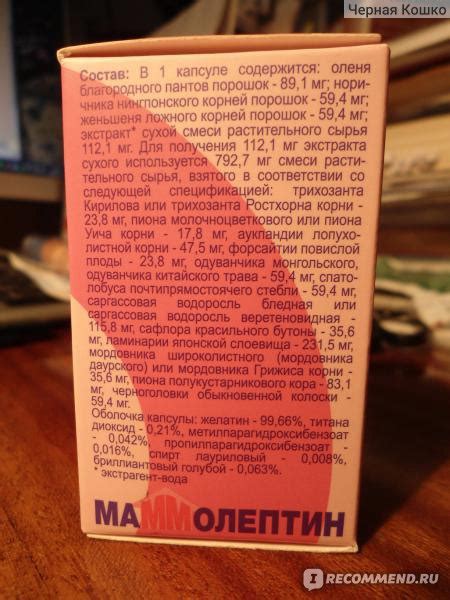 Черная Кошко
Состав: В 1 капсуле содержится: оленя
благородного пантов порошок - 89,1 мг; нори-
чника нингпонского корней порошок - 59,4 мг;
женьшеня ложного корней порошок - 59,4 мг;
экстракт* сухой смеси растительного сырья
112,1 мг. Для получения 112,1 мг экстракта
сухого используется 792,7 мг смеси расти-
тельного сырья, взятого в соответствии со
следующей спецификацией: трихозанта
Кирилова или трихозанта Ростхорна корни -
23,8 мг, пиона молочноцветкового или пиона
Уича корни - 17,8 мг, аукландии лопухо-
листной корни - 47,5 мг, форсайтии повислой
плоды - 23,8 мг, одуванчика монгольского,
одуванчика китайского трава - 59,4 мг, спато-
лобуса почтипрямостоячего стебли - 59,4 мг,
саргассовая водоросль бледная или
саргассовая водоросль веретеновидная -
115,8 мг, сафлора красильного бутоны - 35,6
мг, ламинарии японской слоевища - 231,5 мг,
мордовника широколистного (мордовника
даурского) или мордовника Грижиса корни -
35,6 мг, пиона полукустарникового кора - 83,1
мг, черноголовки обыкновенной колоски -
59,4 мг.
Оболочка капсулы: желатин - 99,66%, титана
диоксид - 0,21%, метилпарагидроксибензоат
- 0,042%, пропилпарагидроксибензоат -
0,016%, спирт лауриловый - 0,008%,
бриллиантовый голубой - 0,063%.
* экстрагент-вода
МАММОЛЕПТИН
IRECOMMEND.RU